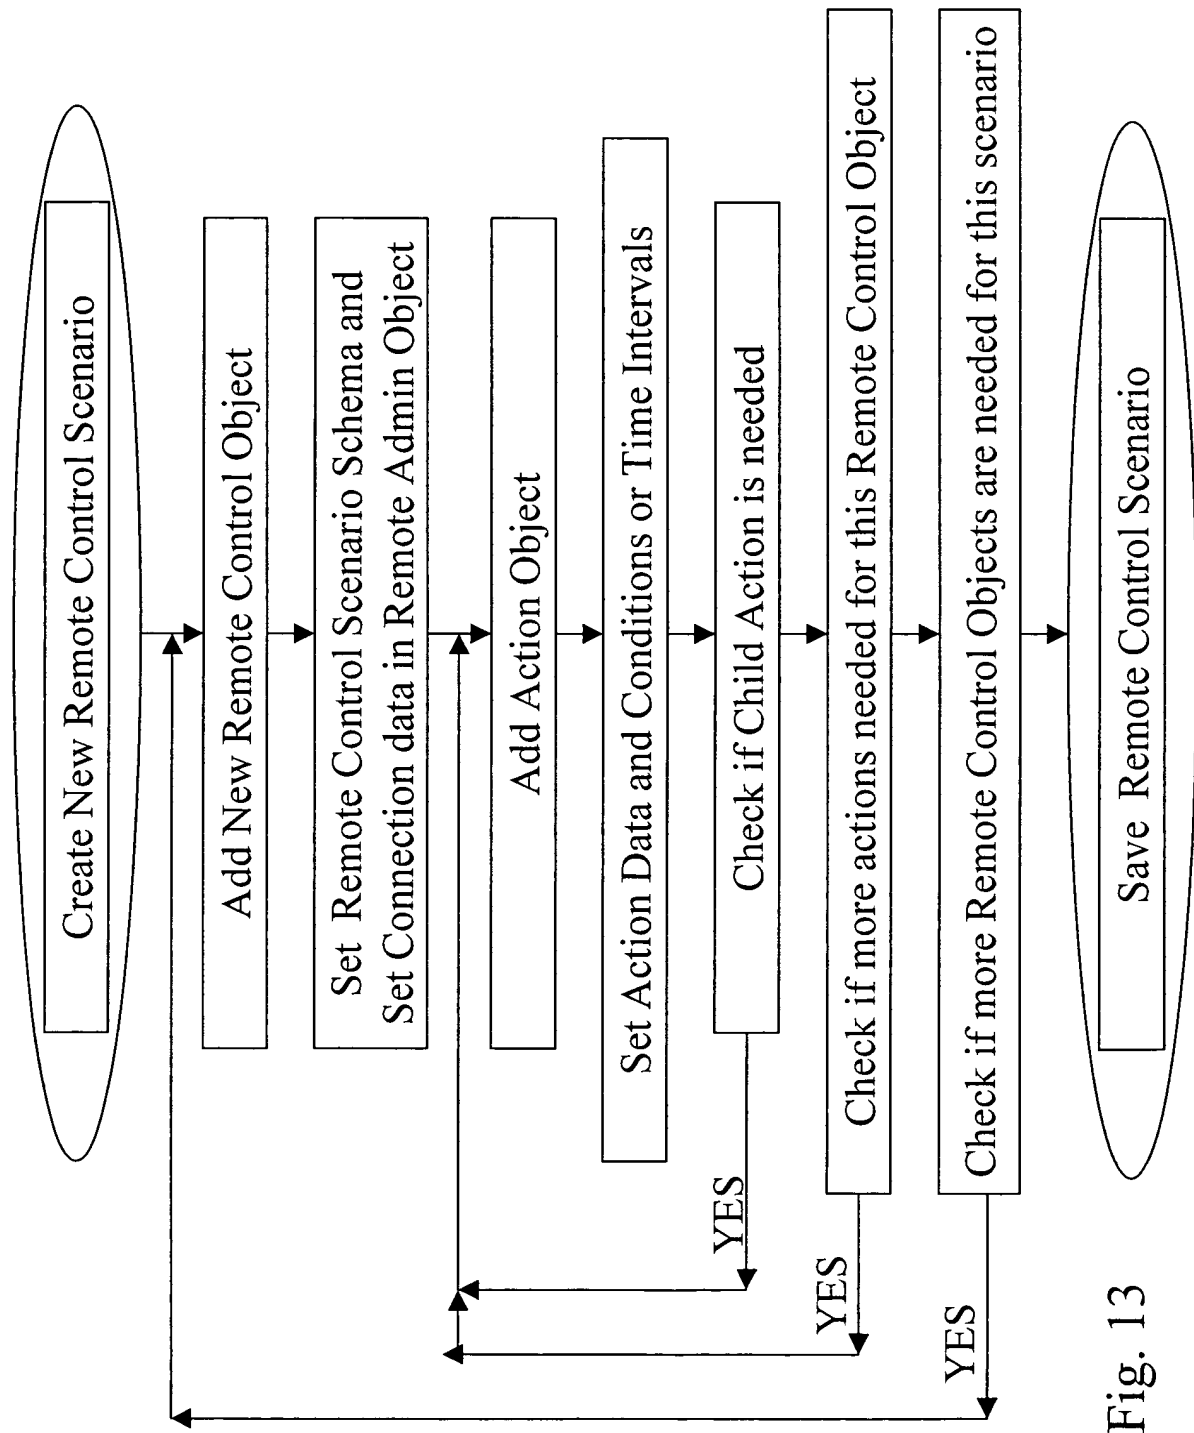 Create New Remote Control Scenario
Add New Remote Control Object
Set Remote Control Scenario Schema and
Set Connection data in Remote Admin Object
Add Action Object
Set Action Data and Conditions or Time Intervals
Check if Child Action is needed
YES
Check if more actions needed for this Remote Control Object
YES
Check if more Remote Control Objects are needed for this scenario
YES
Save Remote Control Scenario
Fig. 13